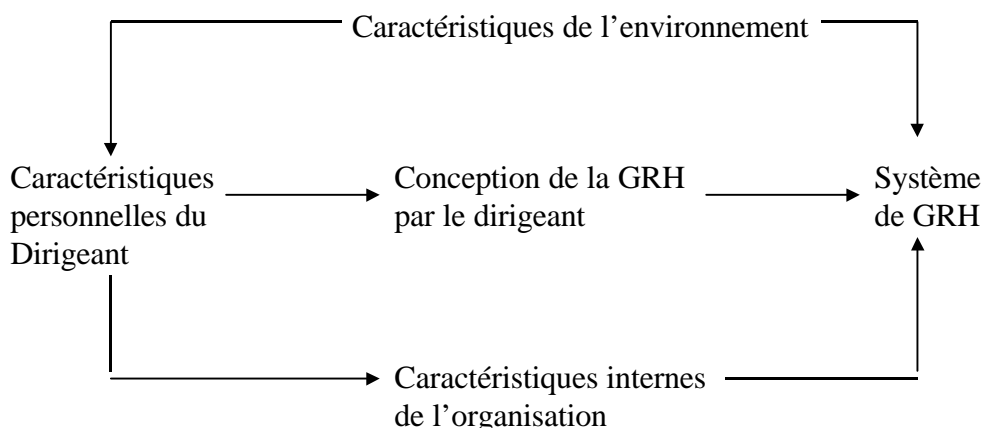 Caractéristiques de l’environnement
Caractéristiques
personnelles du
Dirigeant
Conception de la GRH
par le dirigeant
Système
de GRH
Caractéristiques internes
de l’organisation